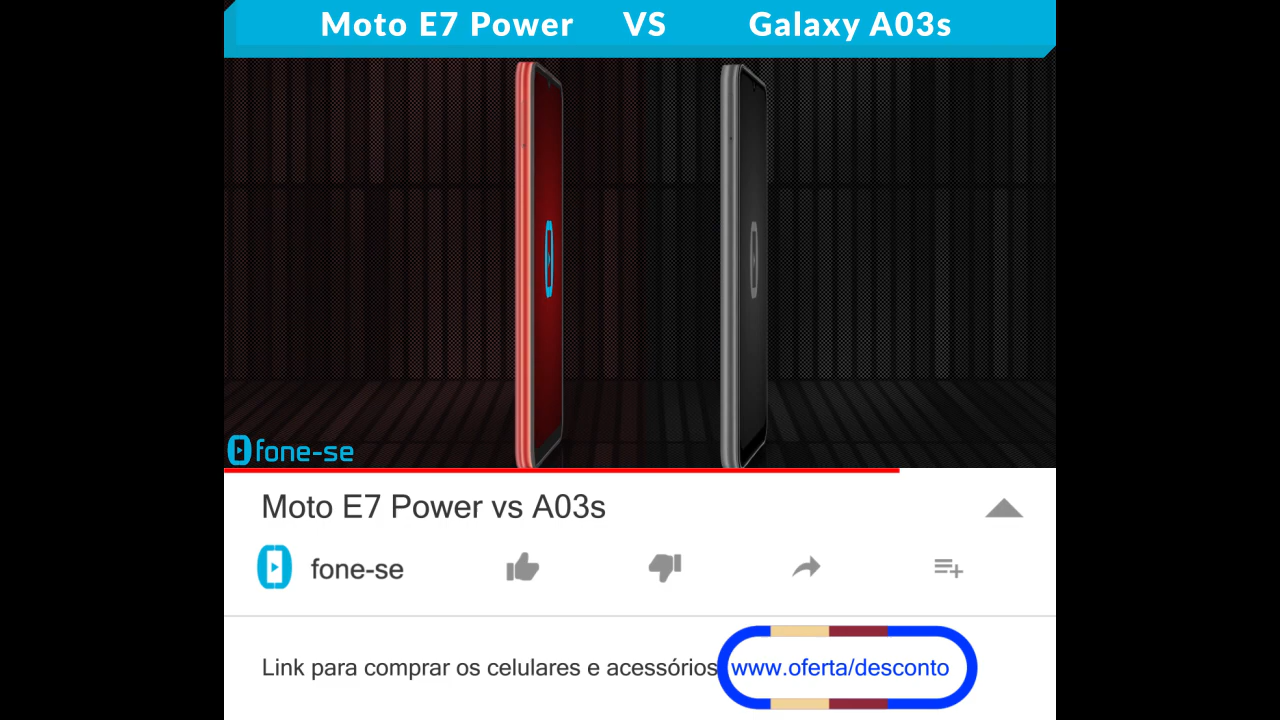 Moto E7 Power VS Galaxy A03s
fone-se
Moto E7 Power vs A03s
fone-se
Link para comprar os celulares e acessórios www.oferta/desconto